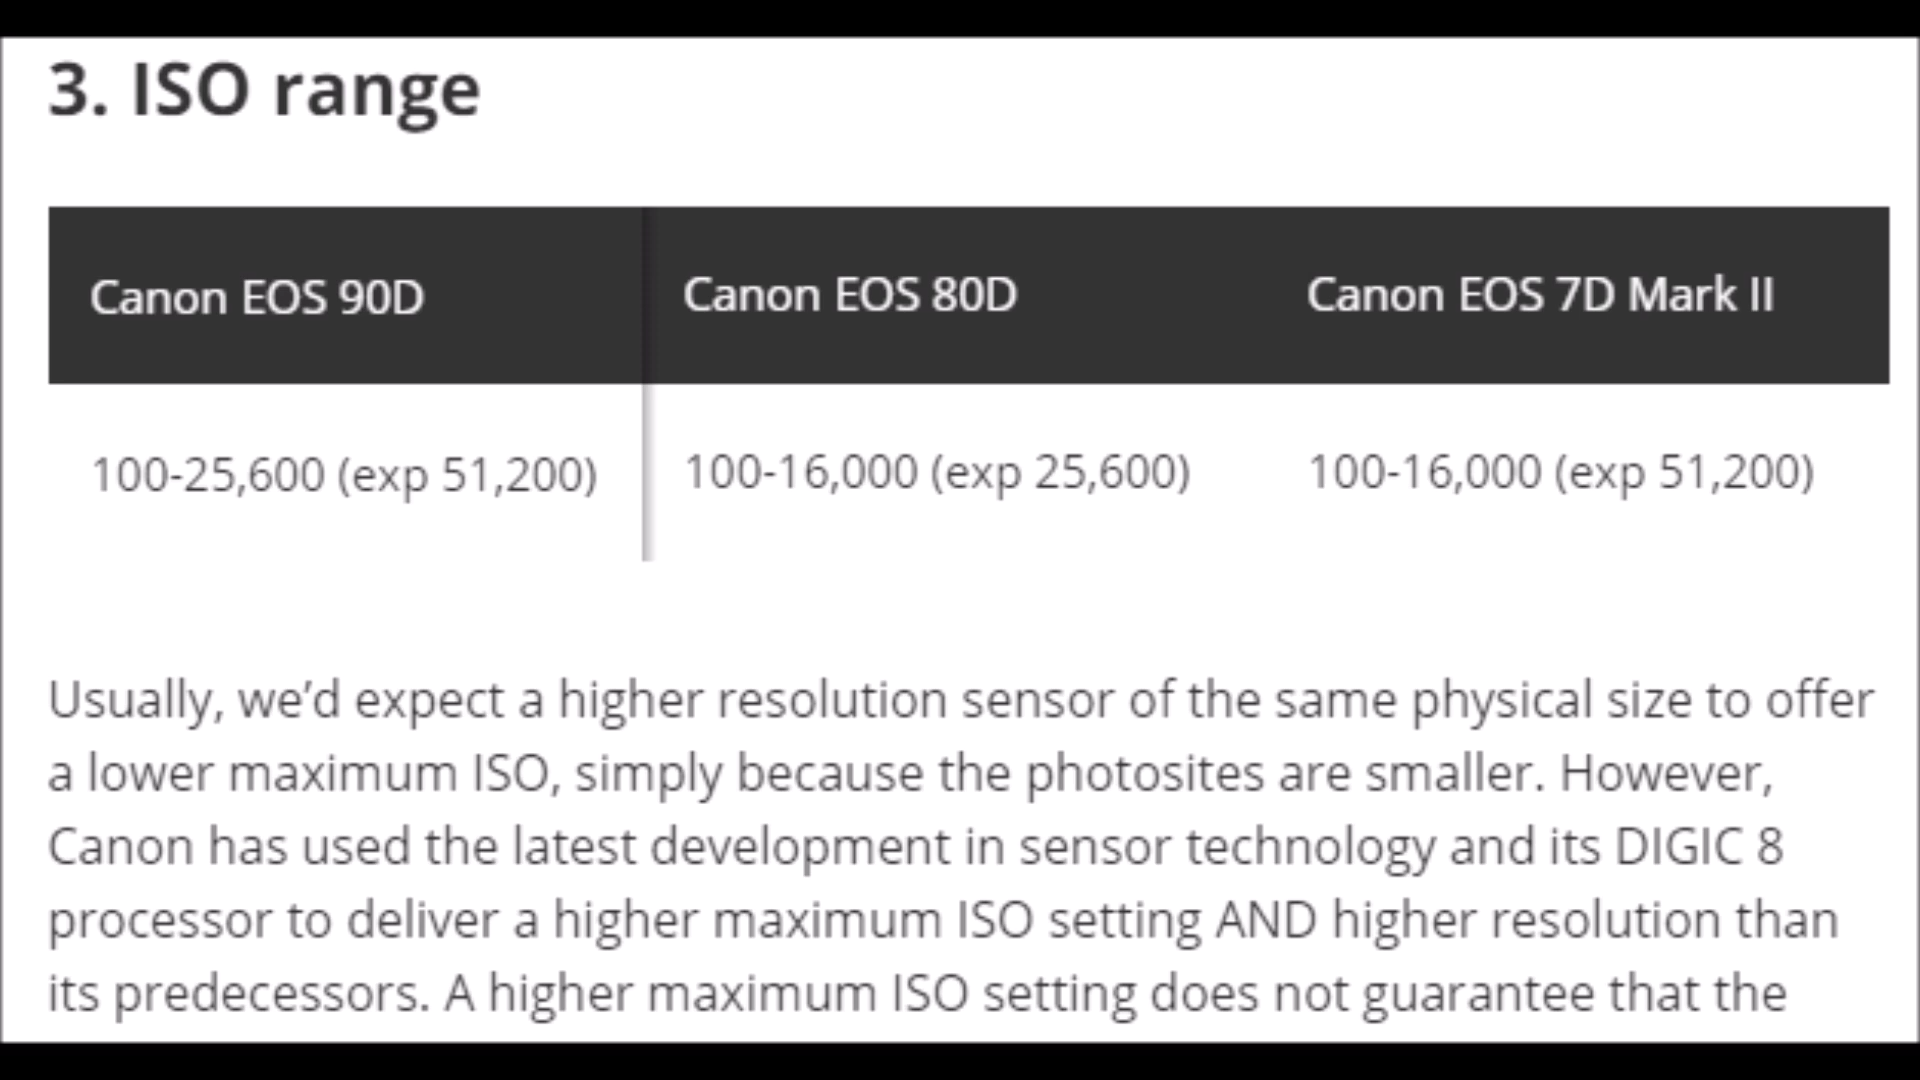 3. ISO range
Canon EOS 90D Canon EOS 80D Canon EOS 7D Mark II
100-25,600 (exp 51,200) 100-16,000 (exp 25,600) 100-16,000 (exp 51,200)
Usually, we’d expect a higher resolution sensor of the same physical size to offer
a lower maximum ISO, simply because the photosites are smaller. However,
Canon has used the latest development in sensor technology and its DIGIC 8
processor to deliver a higher maximum ISO setting AND higher resolution than
its predecessors. A higher maximum ISO setting does not guarantee that the